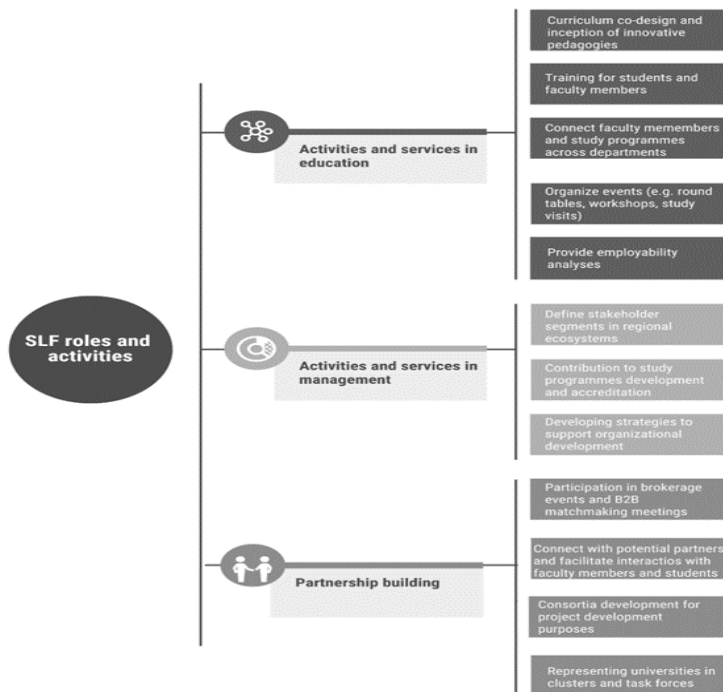 SLF roles and
activities
Activities and services in
education
Curriculum co-design and
inception of innovative
pedagogies
Training for students and
faculty members
Connect faculty memembers
and study programmes
across departments
Organize events (e.g. round
tables, workshops, study
visits)
Provide employability
analyses
Activities and services in
management
Define stakeholder
segments in regional
ecosystems
Contribution to study
programmes development
and accreditation
Developing strategies to
support organizational
development
Partnership building
Participation in brokerage
events and B2B
matchmaking meetings
Connect with potential partners
and facilitate interactios with
faculty members and students
Consortia development for
project development
purposes
Representing universities in
clusters and task forces